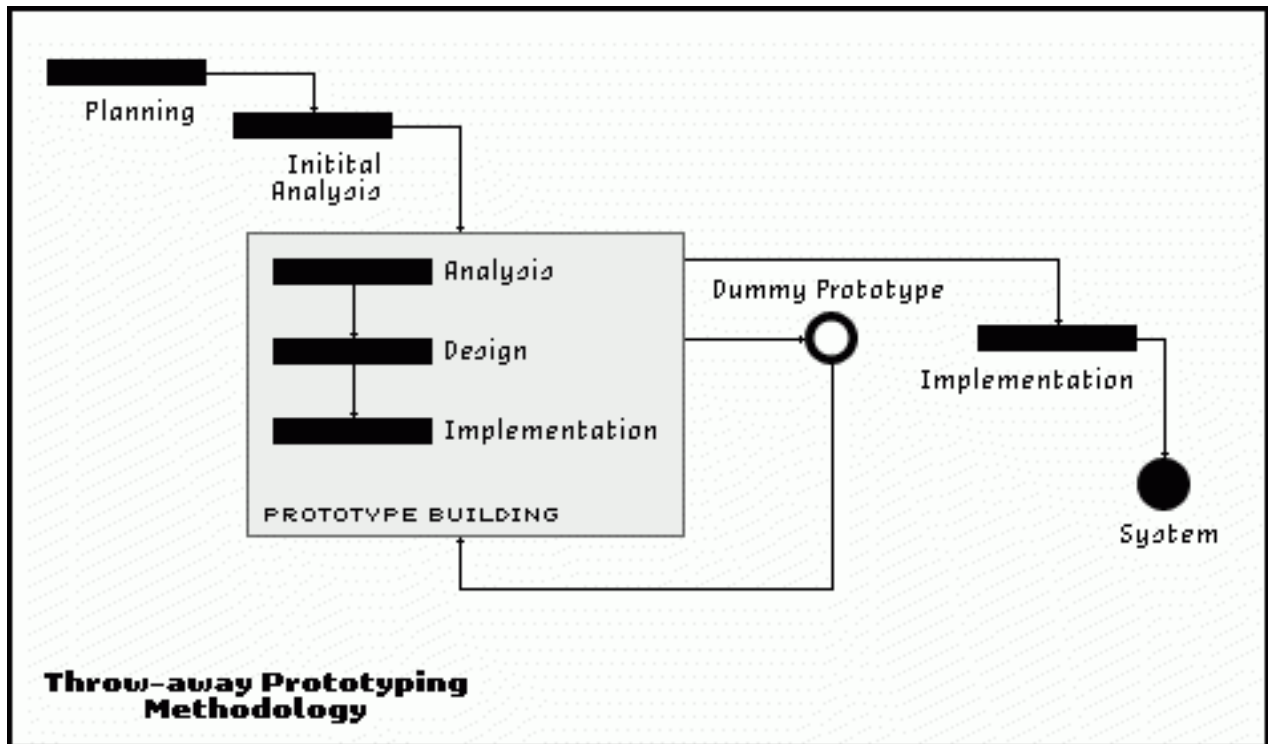 Planning
Initital
Analysis
Analysis
Dummy Prototype
Design
Implementation
Implementation
PROTOTYPE BUILDING
System
Throw-away Prototyping
Methodology